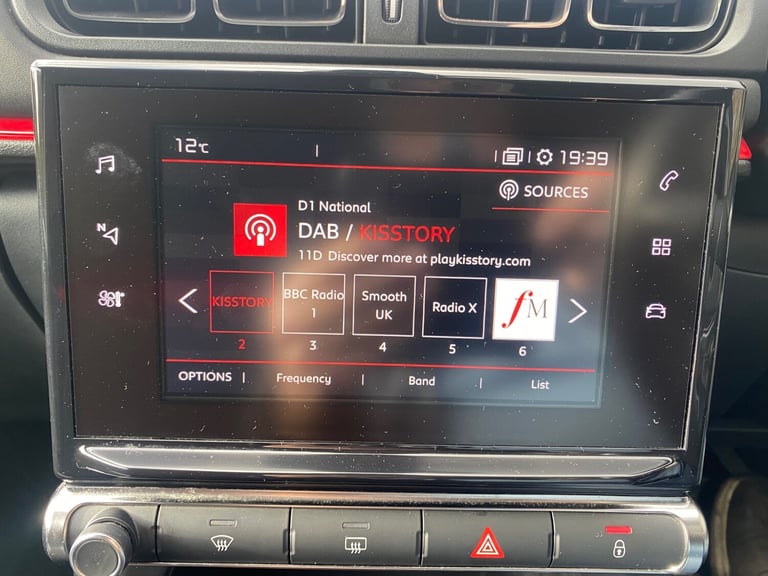 12°C
19:39
SOURCES
D1 National
DAB / KISSTORY
11D Discover more at playkisstory.com
KISSTORY
BBC Radio
1
Smooth
UK
Radio X
fM
2 3 4 5 6
OPTIONS | Frequency | Band | List
N